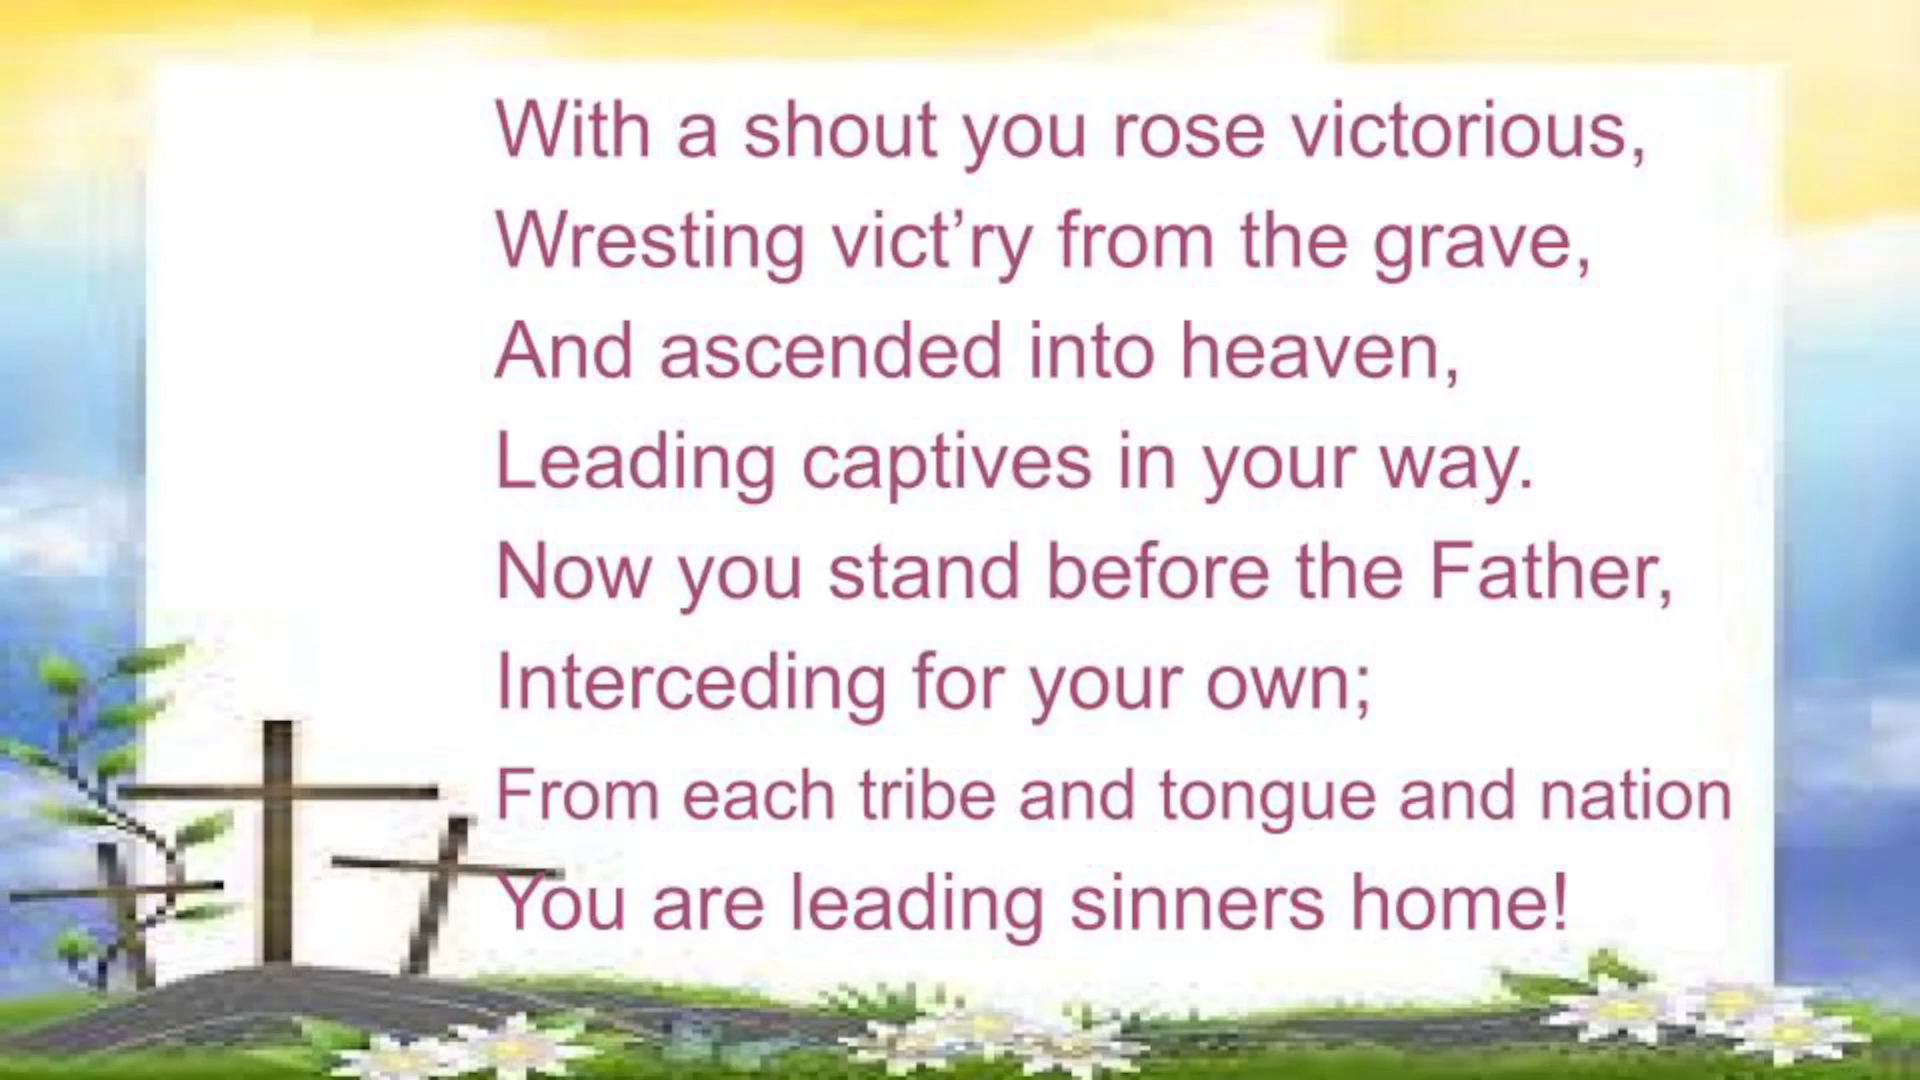 With a shout you rose victorious,
Wresting vict’ry from the grave,
And ascended into heaven,
Leading captives in your way.
Now you stand before the Father,
Interceding for your own;
From each tribe and tongue and nation
You are leading sinners home!